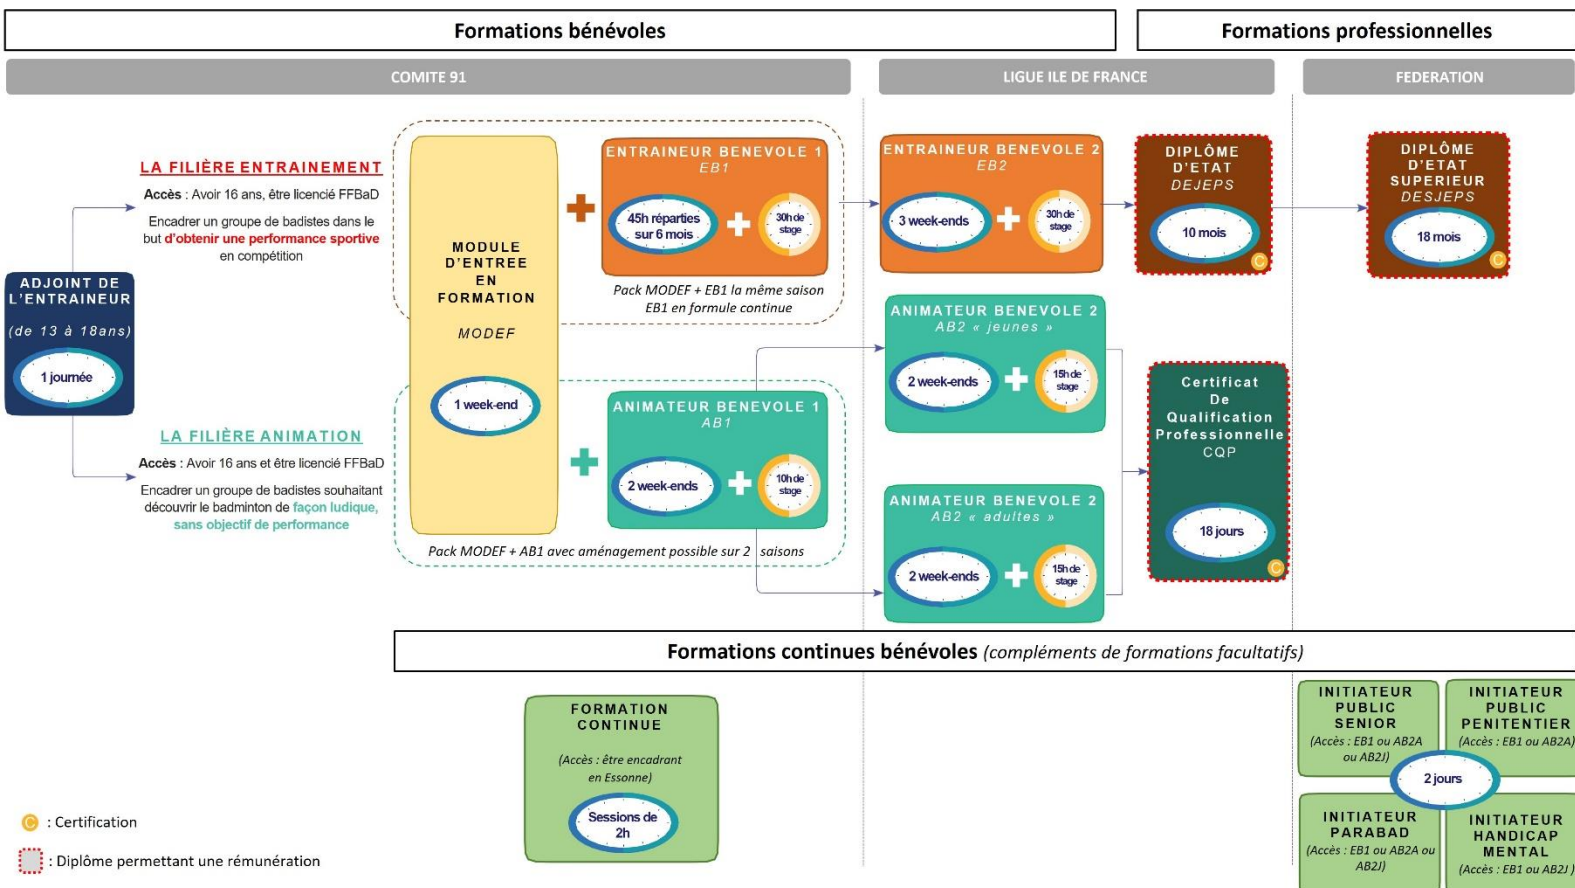 Formations bénévoles
Formations professionnelles
COMITE 91
LIGUE ILE DE FRANCE
FEDERATION
ADJOINT DE
L'ENTRAINEUR
(de 13 à 18ans)
1 journée
LA FILIÈRE ENTRAINEMENT
Accès : Avoir 16 ans, être licencié FFBaD
Encadrer un groupe de badistes dans le
but d'obtenir une performance sportive
en compétition
LA FILIÈRE ANIMATION
Accès : Avoir 16 ans et être licencié FFBaD
Encadrer un groupe de badistes souhaitant
découvrir le badminton de façon ludique,
sans objectif de performance
MODULE
D'ENTREE
EN
FORMATION
MODEF
1 week-end
ENTRAINEUR BENEVOLE 1
EB1
45h réparties
sur 6 mois
30h de
stage
Pack MODEF + EB1 la même saison
EB1 en formule continue
ANIMATEUR BENEVOLE 1
AB1
2 week-ends
10h de
stage
Pack MODEF + AB1 avec aménagement possible sur 2 saisons
ENTRAINEUR BENEVOLE 2
EB2
3 week-ends
30h de
stage
ANIMATEUR BENEVOLE 2
AB2 « jeunes »
2 week-ends
15h de
stage
ANIMATEUR BENEVOLE 2
AB2 « adultes »
2 week-ends
15h de
stage
DIPLÔME
D'ETAT
DEJEPS
10 mois
C
Certificat
De
Qualification
Professionnelle
CQP
18 jours
C
DIPLÔME
D'ETAT
SUPERIEUR
DESJEPS
18 mois
C
Formations continues bénévoles (compléments de formations facultatifs)
FORMATION
CONTINUE
(Accès : être encadrant
en Essonne)
Sessions de
2h
INITIATEUR
PUBLIC
SENIOR
(Accès : EB1 ou AB2A
ou AB2J)
INITIATEUR
PUBLIC
PENITENTIER
(Accès : EB1 ou AB2A)
2 jours
INITIATEUR
PARABAD
(Accès : EB1 ou AB2A ou
AB2J)
INITIATEUR
HANDICAP
MENTAL
(Accès : EB1 ou AB2J )
C : Certification
: Diplôme permettant une rémunération